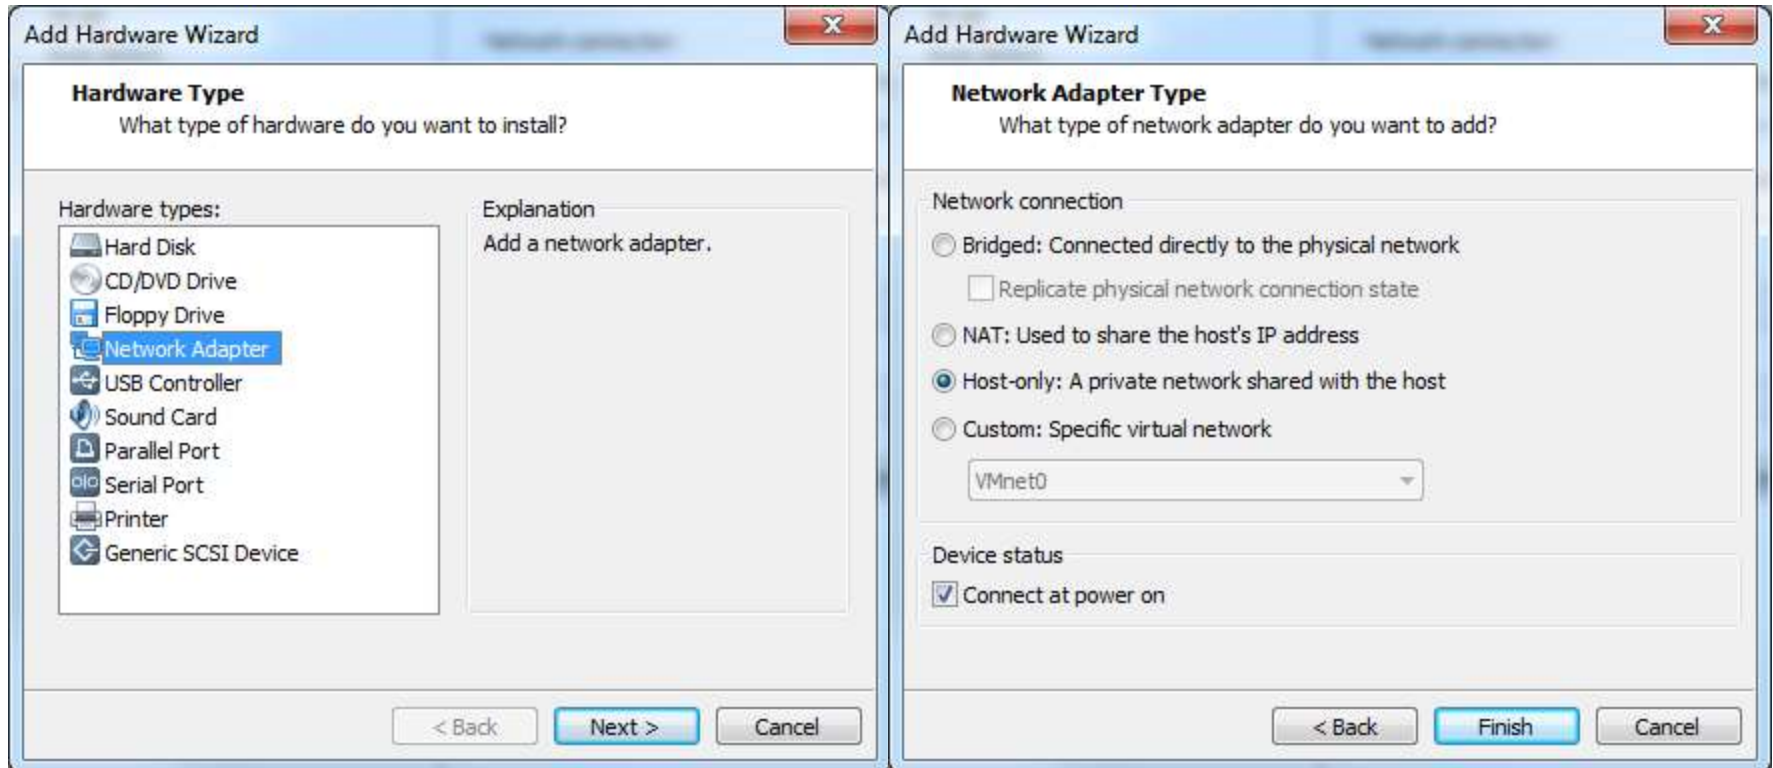 Add Hardware Wizard
Hardware Type
What type of hardware do you want to install?
Hardware types:
Hard Disk
CD/DVD Drive
Floppy Drive
Network Adapter
USB Controller
Sound Card
Parallel Port
Serial Port
Printer
Generic SCSI Device
Explanation
Add a network adapter.
< Back
Next >
Cancel
Add Hardware Wizard
Network Adapter Type
What type of network adapter do you want to add?
Network connection
Bridged: Connected directly to the physical network
Replicate physical network connection state
NAT: Used to share the host's IP address
Host-only: A private network shared with the host
Custom: Specific virtual network
VMnet0
Device status
Connect at power on
< Back
Finish
Cancel